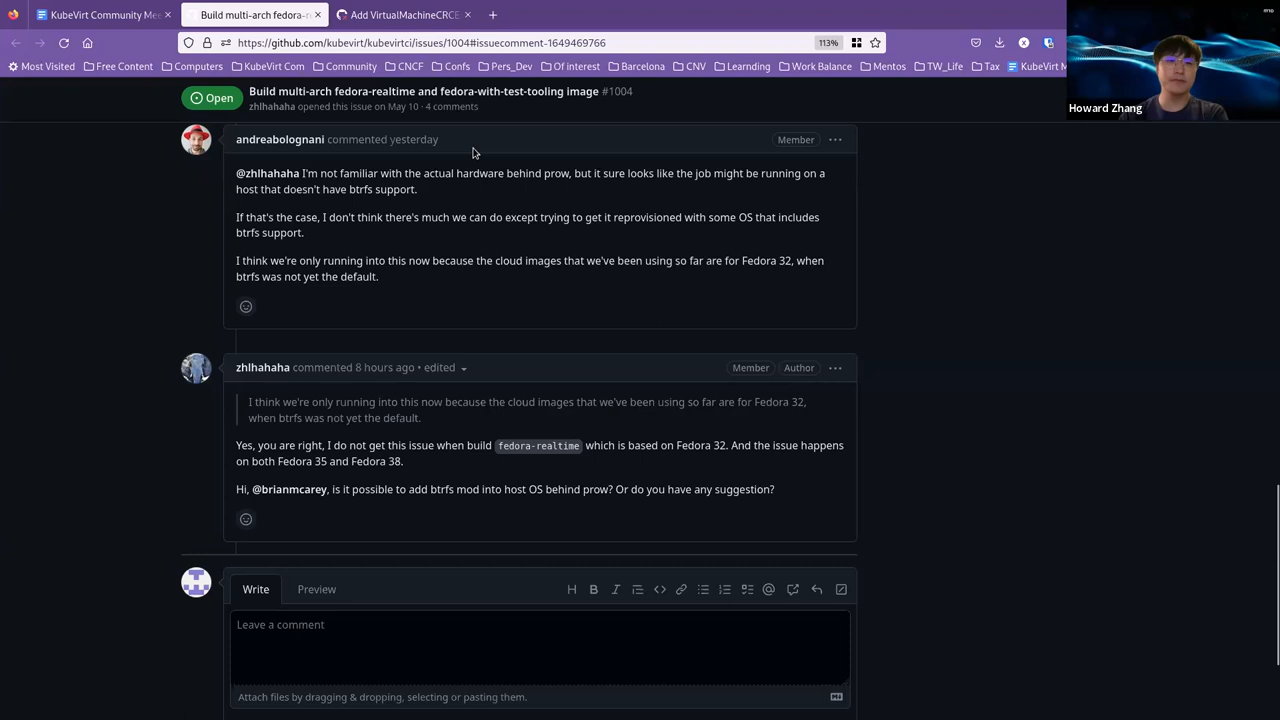 KubeVirt Community Mee
Build multi-arch fedora-r
Add VirtualMachineCRCE
https://github.com/kubevirt/kubevirtci/issues/1004#issuecomment-1649469766
113%
Most Visited
Free Content
Computers
KubeVirt Com
Community
CNCF
Confs
Pers_Dev
Of interest
Barcelona
CNV
Learnding
Work Balance
Mentos
TW_Life
Tax
KubeVirt M
Howard Zhang
Open
Build multi-arch fedora-realtime and fedora-with-test-tooling image #1004
zhlhahaha opened this issue on May 10 · 4 comments
andreabolognani commented yesterday
Member
@zhlhahaha I'm not familiar with the actual hardware behind prow, but it sure looks like the job might be running on a
host that doesn't have btrfs support.
If that's the case, I don't think there's much we can do except trying to get it reprovisioned with some OS that includes
btrfs support.
I think we're only running into this now because the cloud images that we've been using so far are for Fedora 32, when
btrfs was not yet the default.
zhlhahaha commented 8 hours ago • edited
Member
Author
I think we're only running into this now because the cloud images that we've been using so far are for Fedora 32,
when btrfs was not yet the default.
Yes, you are right, I do not get this issue when build fedora-realtime which is based on Fedora 32. And the issue happens
on both Fedora 35 and Fedora 38.
Hi, @brianmcarey, is it possible to add btrfs mod into host OS behind prow? Or do you have any suggestion?
Write
Preview
Leave a comment
Attach files by dragging & dropping, selecting or pasting them.